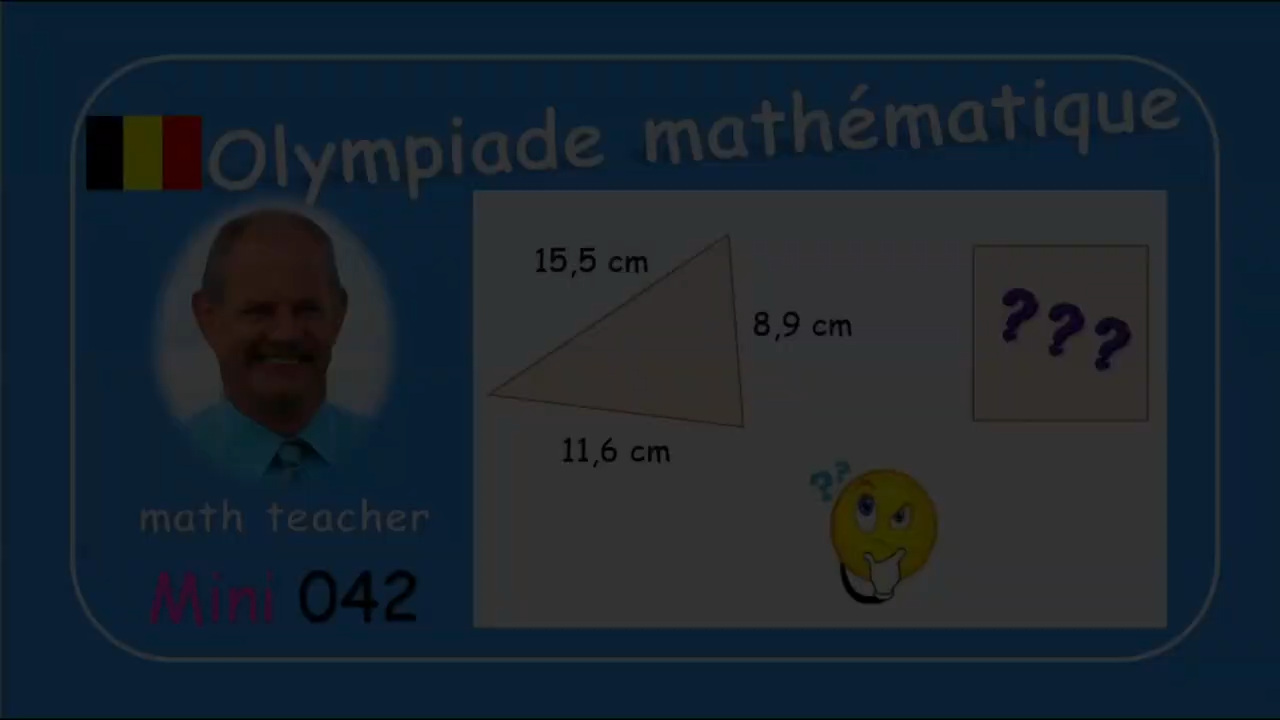 Olympiade mathématique
15,5 cm
8,9 cm
???
11,6 cm
??
math teacher
Mini 042